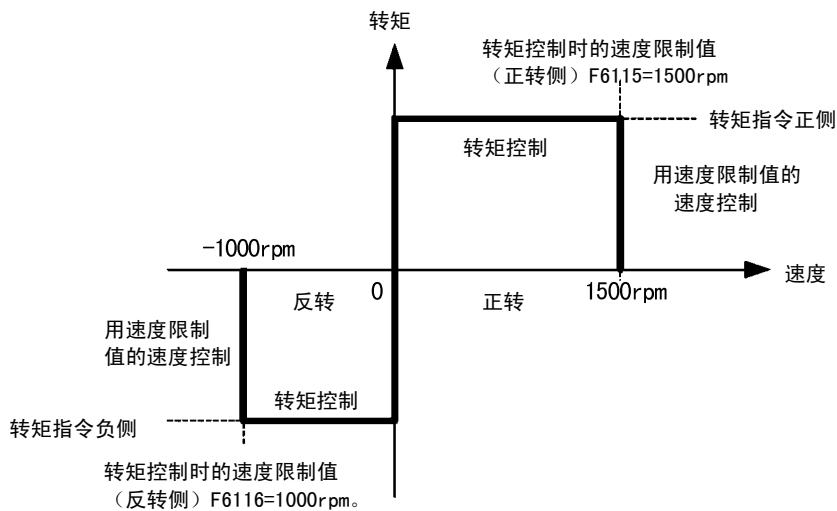 转矩
转矩控制时的速度限制值
（正转侧）F6115=1500rpm
转矩指令正侧
转矩控制
用速度限制值的
速度控制
-1000rpm
速度
反转
0
正转
1500rpm
用速度限制
值的速度控制
转矩控制
转矩指令负侧
转矩控制时的速度限制值
（反转侧）F6116=1000rpm。